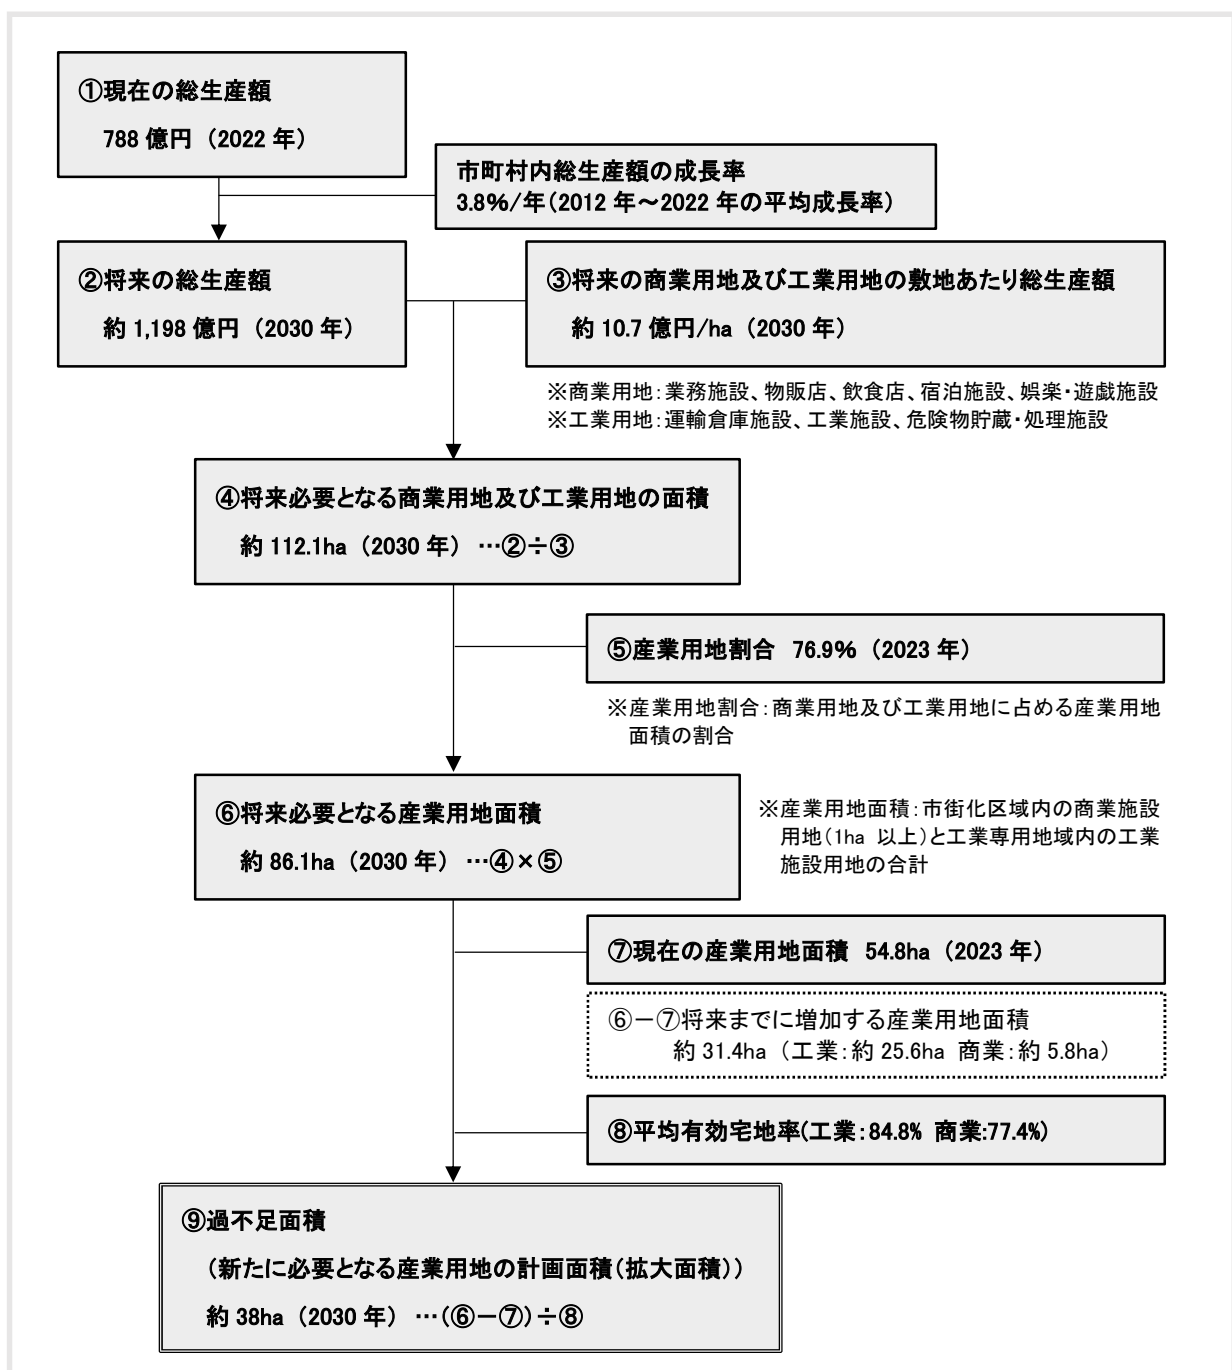 ①現在の総生産額
788 億円（2022 年）
市町村内総生産額の成長率
3.8％/年（2012 年～2022 年の平均成長率）
②将来の総生産額
約 1,198 億円（2030 年）
③将来の商業用地及び工業用地の敷地あたり総生産額
約 10.7 億円/ha（2030 年）
※商業用地：業務施設、物販店、飲食店、宿泊施設、娯楽・遊戯施設
※工業用地：運輸倉庫施設、工業施設、危険物貯蔵・処理施設
④将来必要となる商業用地及び工業用地の面積
約 112.1ha（2030 年） …②÷③
⑤産業用地割合 76.9％（2023 年）
※産業用地割合：商業用地及び工業用地に占める産業用地
面積の割合
⑥将来必要となる産業用地面積
約 86.1ha（2030 年） …④×⑤
※産業用地面積：市街化区域内の商業施設
用地（1ha 以上）と工業専用地域内の工業
施設用地の合計
⑦現在の産業用地面積 54.8ha（2023 年）
⑥－⑦将来までに増加する産業用地面積
約 31.4ha（工業：約 25.6ha 商業：約 5.8ha）
⑧平均有効宅地率(工業：84.8% 商業:77.4%)
⑨過不足面積
（新たに必要となる産業用地の計画面積（拡大面積））
約 38ha（2030 年） …（⑥－⑦）÷⑧